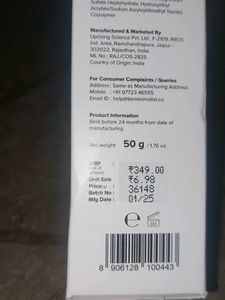 Sulfate Heptahydrate, Hydroxyethyl
Acrylate/Sodium Acryloyldimethyl Taurate
Copolymer
Manufactured & Marketed By
Uprising Science Pvt. Ltd., F-2909, RIICO
Ind. Area, Ramchandrapura, Jaipur -
302022, Rajasthan, India
ML No.: RAJ/COS-2825
Country of Origin: India
For Consumer Complaints / Queries
Address : Same as Manufacturing Address
Mobile : +91 97723 46555
Email ID : help@beminimalist.co
Product Information
Best before 24 months from date of
manufacturing
Net weight: 50 g / 1.76 oz.
MRP :
₹349.00
Unit Sale
Price :
₹6.98
Batch No. :
36148
Mfg Date :
01/25
8 906128 100443